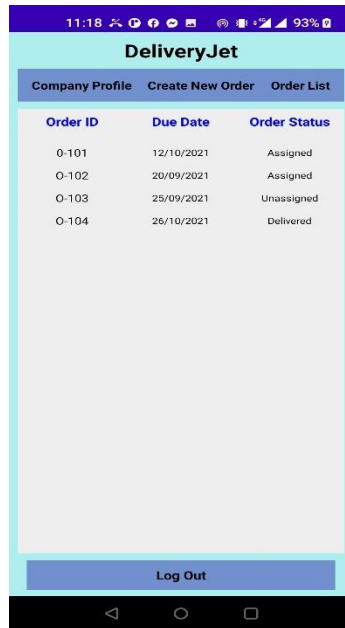 11:18 93%
DeliveryJet
Company Profile Create New Order Order List
Order ID Due Date Order Status
0-101 12/10/2021 Assigned
O-102 20/09/2021 Assigned
O-103 25/09/2021 Unassigned
O-104 26/10/2021 Delivered
Log Out